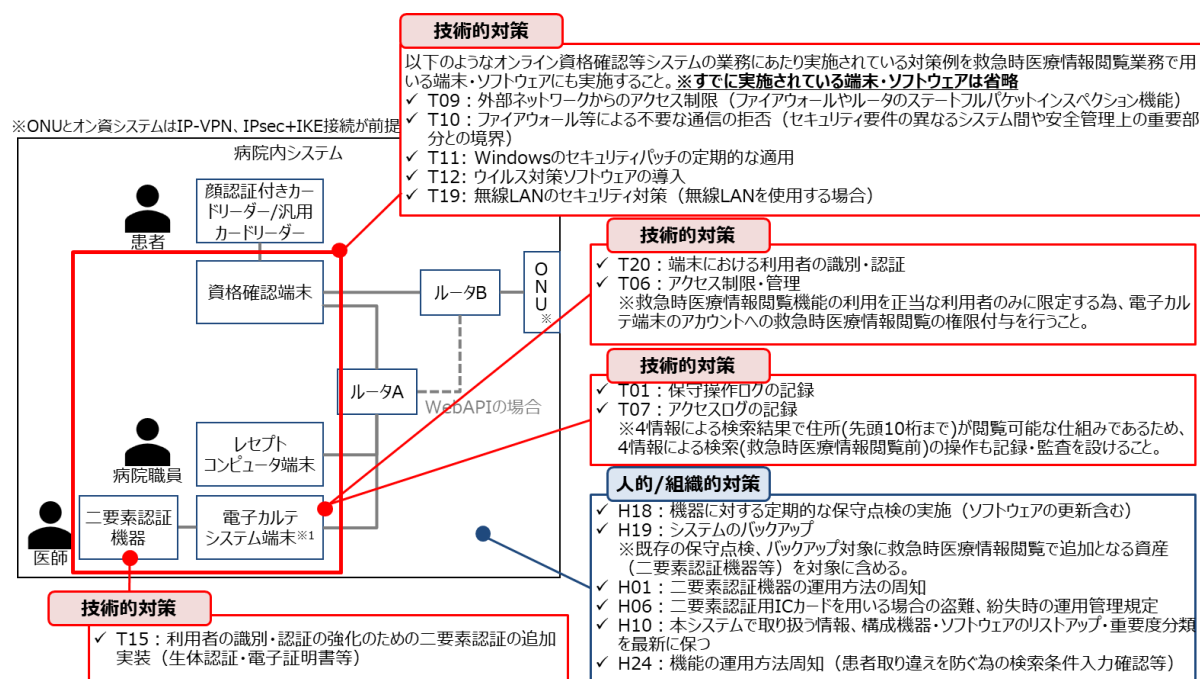 技術的対策
以下のようなオンライン資格確認等システムの業務にあたり実施されている対策例を救急時医療情報閲覧業務で用
いる端末・ソフトウェアにも実施すること。※すでに実施されている端末・ソフトウェアは省略
✓ T09：外部ネットワークからのアクセス制限（ファイアウォールやルータのステートフルパケットインスペクション機能）
✓ T10：ファイアウォール等による不要な通信の拒否（セキュリティ要件の異なるシステム間や安全管理上の重要部
分との境界）
✓ T11: Windowsのセキュリティパッチの定期的な適用
✓ T12：ウイルス対策ソフトウェアの導入
✓ T19：無線LANのセキュリティ対策（無線LANを使用する場合）
※ONUとオン資システムはIP-VPN、IPsec+IKE接続が前提
病院内システム
顔認証付きカー
ドリーダー/汎用
カードリーダー
患者
資格確認端末
ルータB
ONU
※
ルータA
WebAPIの場合
レセプト
コンピュータ端末
病院職員
二要素認証
機器
電子カルテ
システム端末※1
医師
技術的対策
✓ T20：端末における利用者の識別・認証
✓ T06：アクセス制限・管理
※救急時医療情報閲覧機能の利用を正当な利用者のみに限定する為、電子カル
テ端末のアカウントへの救急時医療情報閲覧の権限付与を行うこと。
技術的対策
✓ T01：保守操作ログの記録
✓ T07：アクセスログの記録
※4情報による検索結果で住所(先頭10桁まで)が閲覧可能な仕組みであるため、
4情報による検索(救急時医療情報閲覧前)の操作も記録・監査を設けること。
人的/組織的対策
✓ H18：機器に対する定期的な保守点検の実施（ソフトウェアの更新含む）
✓ H19：システムのバックアップ
※既存の保守点検、バックアップ対象に救急時医療情報閲覧で追加となる資産
（二要素認証機器等）を対象に含める。
✓ H01：二要素認証機器の運用方法の周知
✓ H06：二要素認証用ICカードを用いる場合の盗難、紛失時の運用管理規定
✓ H10：本システムで取り扱う情報、構成機器・ソフトウェアのリストアップ・重要度分類
を最新に保つ
✓ H24：機能の運用方法周知（患者取り違えを防ぐ為の検索条件入力確認等）
技術的対策
✓ T15：利用者の識別・認証の強化のための二要素認証の追加
実装（生体認証・電子証明書等）